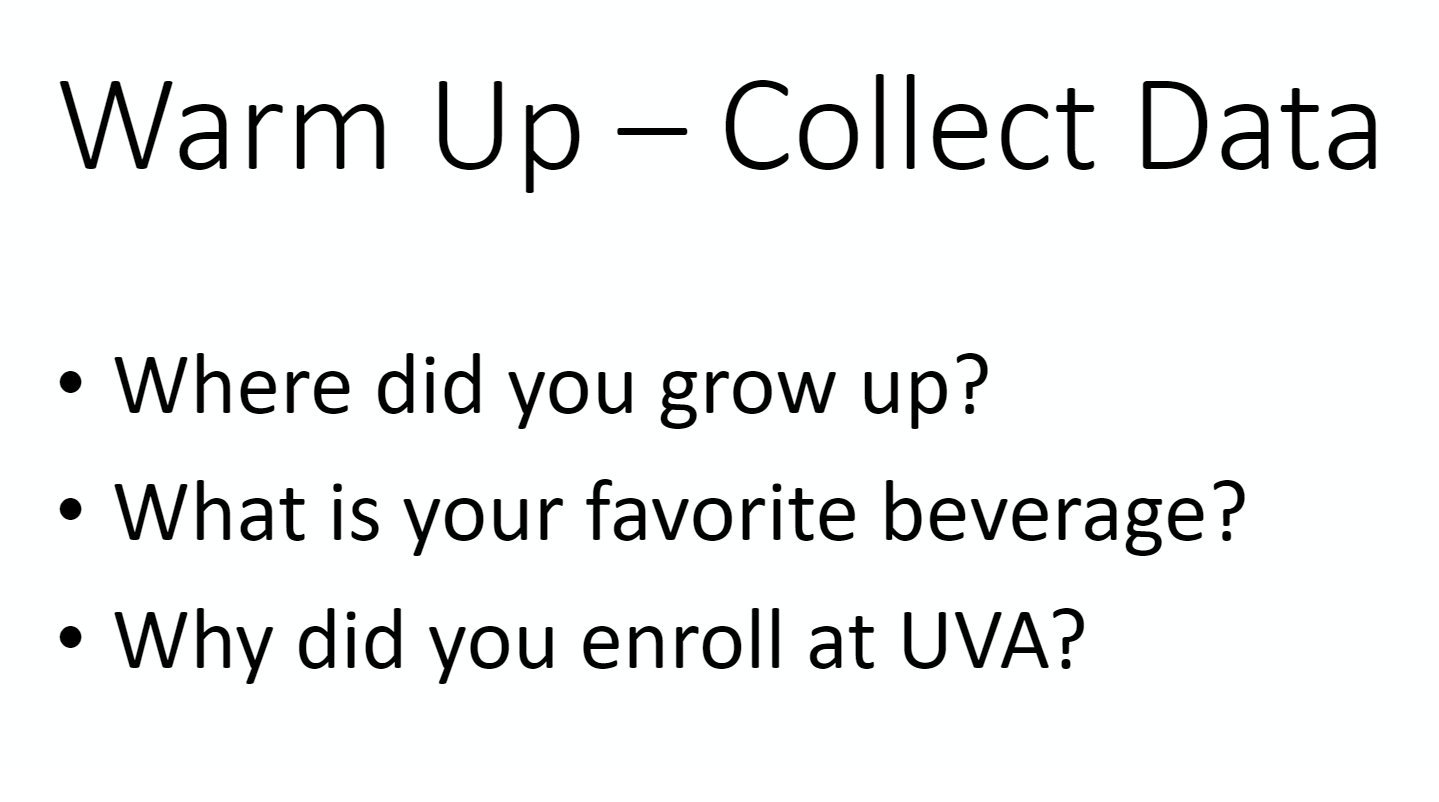 Warm Up – Collect Data
• Where did you grow up?
• What is your favorite beverage?
• Why did you enroll at UVA?